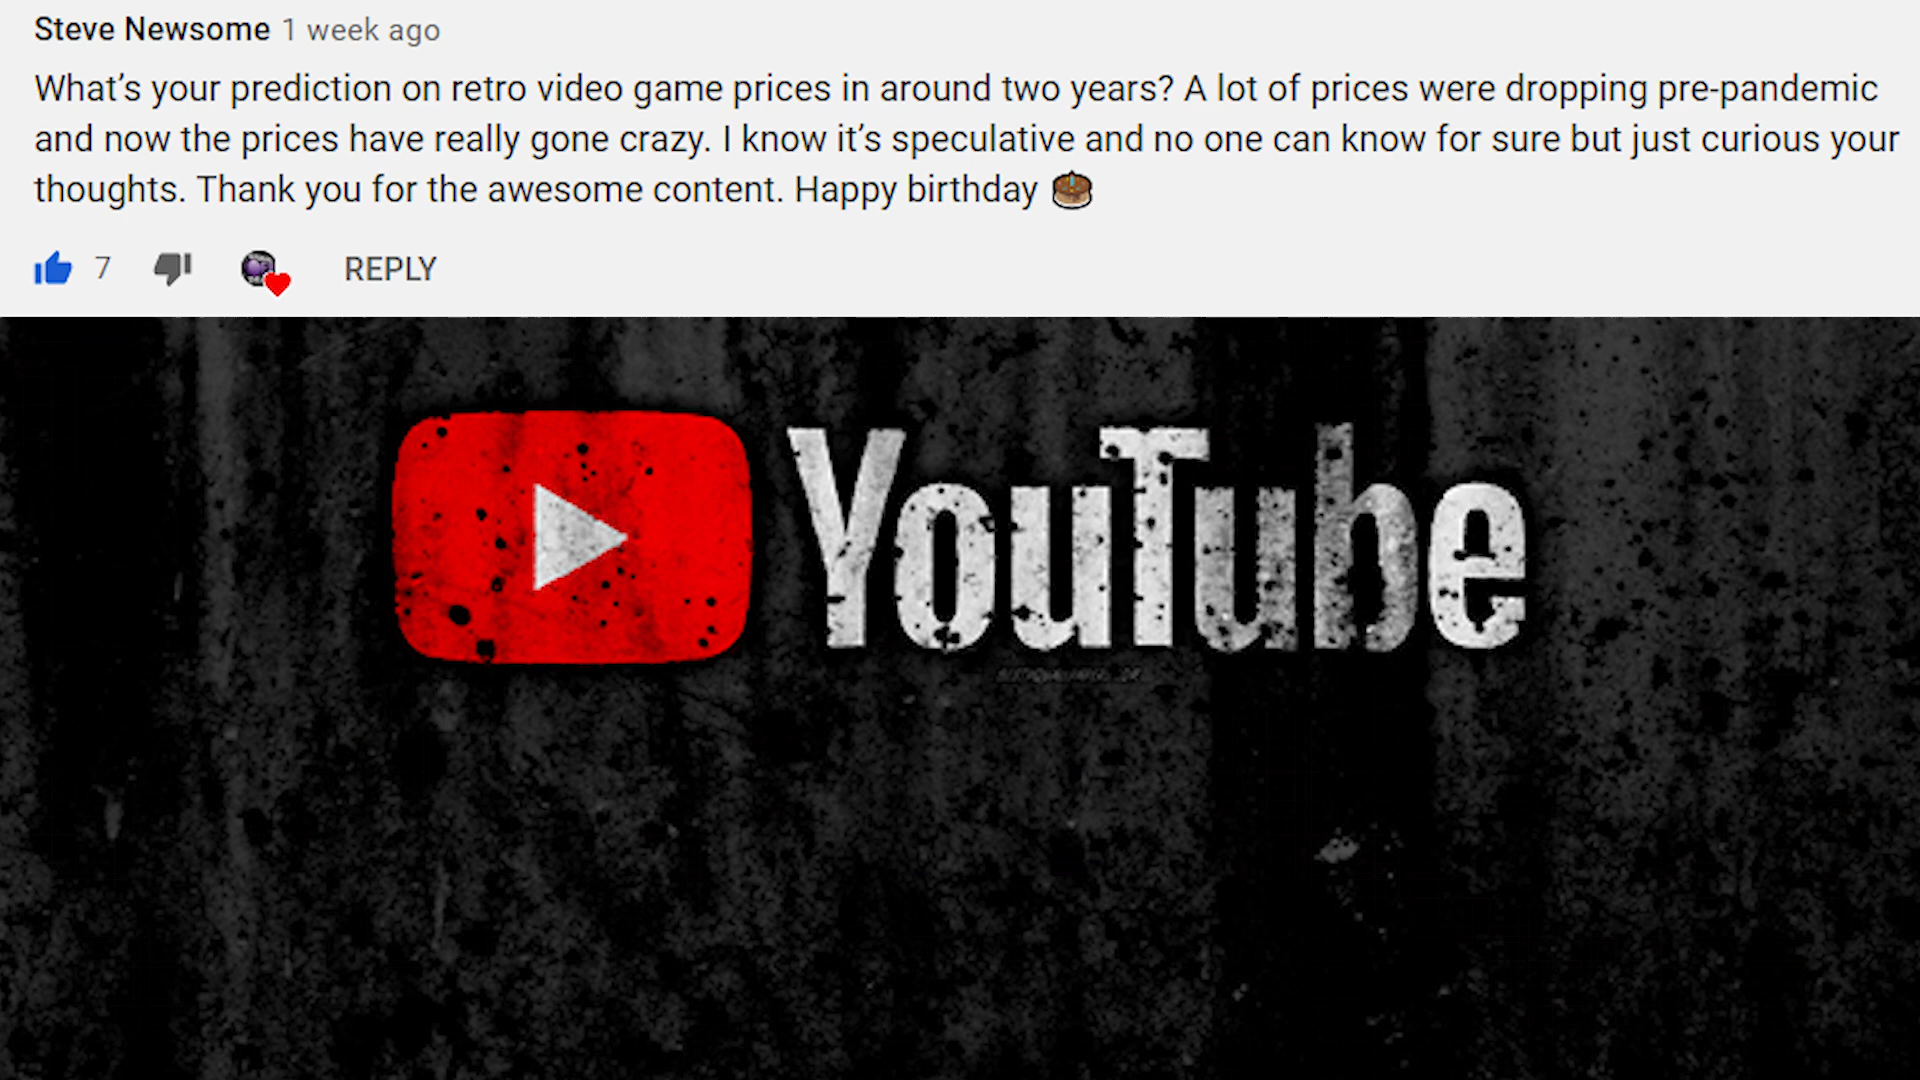 Steve Newsome 1 week ago
What’s your prediction on retro video game prices in around two years? A lot of prices were dropping pre-pandemic
and now the prices have really gone crazy. I know it’s speculative and no one can know for sure but just curious your
thoughts. Thank you for the awesome content. Happy birthday 🎂
7 REPLY
YouTube